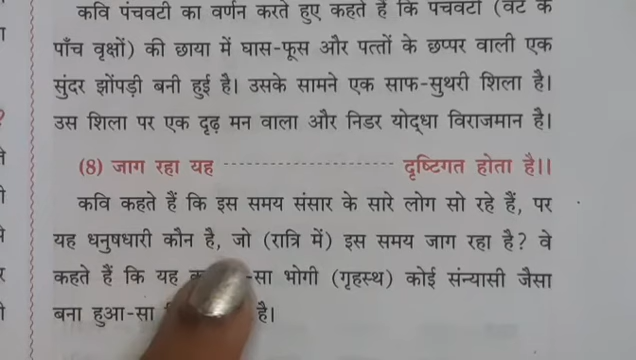 कवि पंचवटी का वर्णन करते हुए कहते हैं कि पंचवटी (वट के
पाँच वृक्षों) की छाया में घास-फूस और पत्तों के छप्पर वाली एक
सुंदर झोंपड़ी बनी हुई है। उसके सामने एक साफ-सुथरी शिला है।
उस शिला पर एक दृढ़ मन वाला और निडर योद्धा विराजमान है।
(8) जाग रहा यह -------------------- दृष्टिगत होता है।।
कवि कहते हैं कि इस समय संसार के सारे लोग सो रहे हैं, पर
यह धनुषधारी कौन है, जो (रात्रि में) इस समय जाग रहा है? वे
कहते हैं कि यह -सा भोगी (गृहस्थ) कोई संन्यासी जैसा
बना हुआ-सा है।